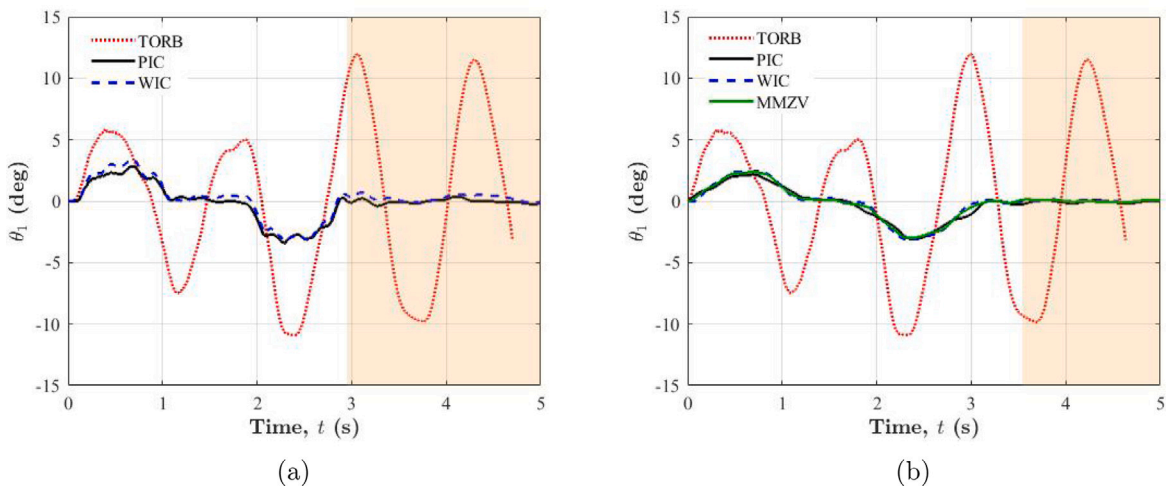 15
10
5
0
-5
-10
-15
θ1 (deg)
TORB
PIC
WIC
0 1 2 3 4 5
Time, t (s)
(a)
15
10
5
0
-5
-10
-15
θ1 (deg)
TORB
PIC
WIC
MMZV
0 1 2 3 4 5
Time, t (s)
(b)